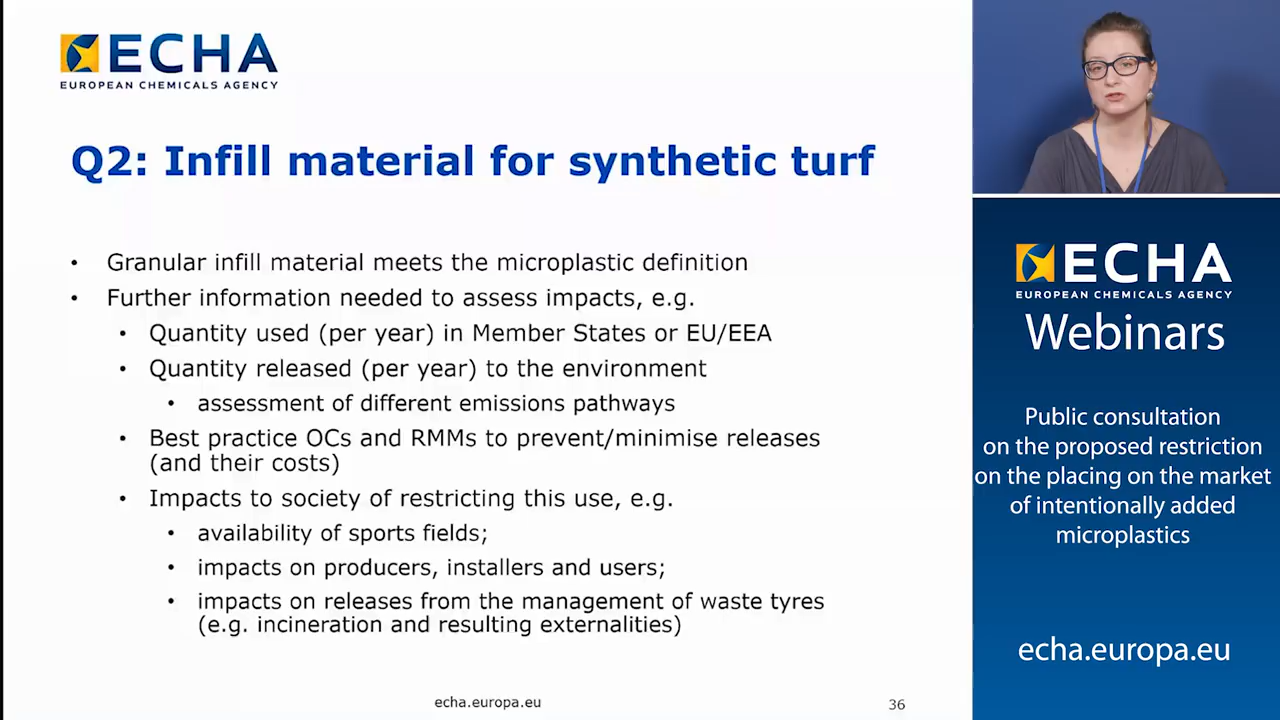 ECHA
EUROPEAN CHEMICALS AGENCY
Q2: Infill material for synthetic turf
• Granular infill material meets the microplastic definition
• Further information needed to assess impacts, e.g.
• Quantity used (per year) in Member States or EU/EEA
• Quantity released (per year) to the environment
• assessment of different emissions pathways
• Best practice OCs and RMMs to prevent/minimise releases
(and their costs)
• Impacts to society of restricting this use, e.g.
• availability of sports fields;
• impacts on producers, installers and users;
• impacts on releases from the management of waste tyres
(e.g. incineration and resulting externalities)
echa.europa.eu
36
ECHA
EUROPEAN CHEMICALS AGENCY
Webinars
Public consultation
on the proposed restriction
on the placing on the market
of intentionally added
microplastics
echa.europa.eu